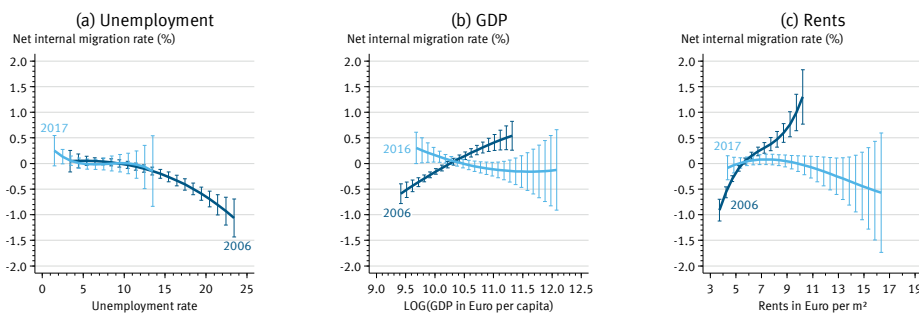 (a) Unemployment
Net internal migration rate (%)
2.0
1.5
1.0
0.5
0
-0.5
-1.0
-1.5
-2.0
2017
2006
0 5 10 15 20 25
Unemployment rate
(b) GDP
Net internal migration rate (%)
2.0
1.5
1.0
0.5
0
-0.5
-1.0
-1.5
-2.0
2016
2006
9.0 9.5 10.0 10.5 11.0 11.5 12.0 12.5
LOG(GDP in Euro per capita)
(c) Rents
Net internal migration rate (%)
2.0
1.5
1.0
0.5
0
-0.5
-1.0
-1.5
-2.0
2017
2006
3 5 7 9 11 13 15 17 19
Rents in Euro per m²